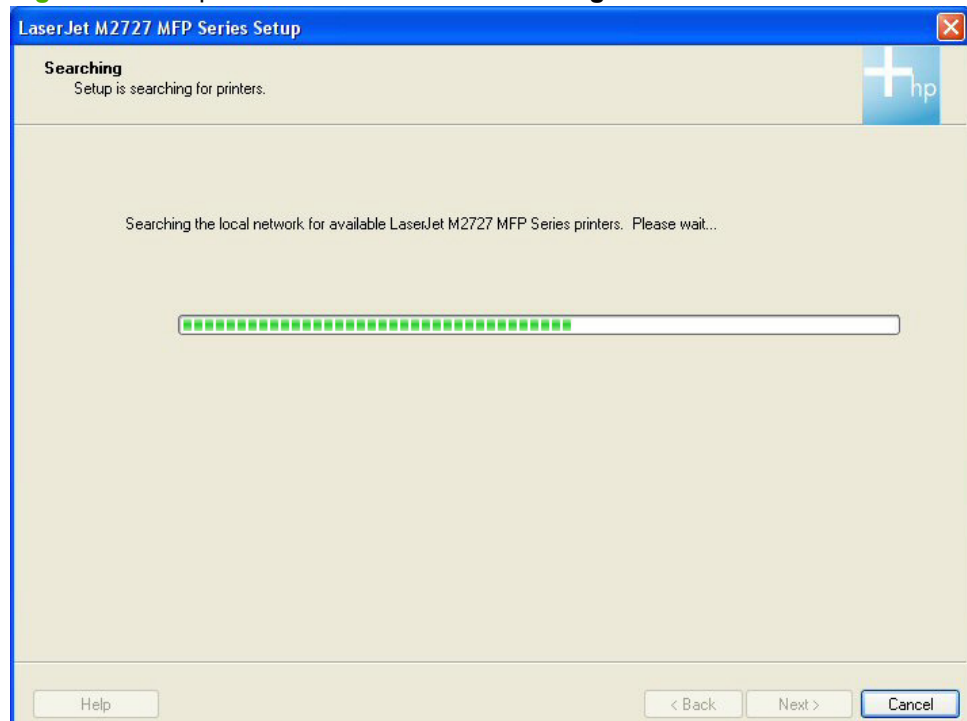 LaserJet M2727 MFP Series Setup
Searching
Setup is searching for printers.
hp
Searching the local network for available LaserJet M2727 MFP Series printers. Please wait...
Help
< Back
Next >
Cancel